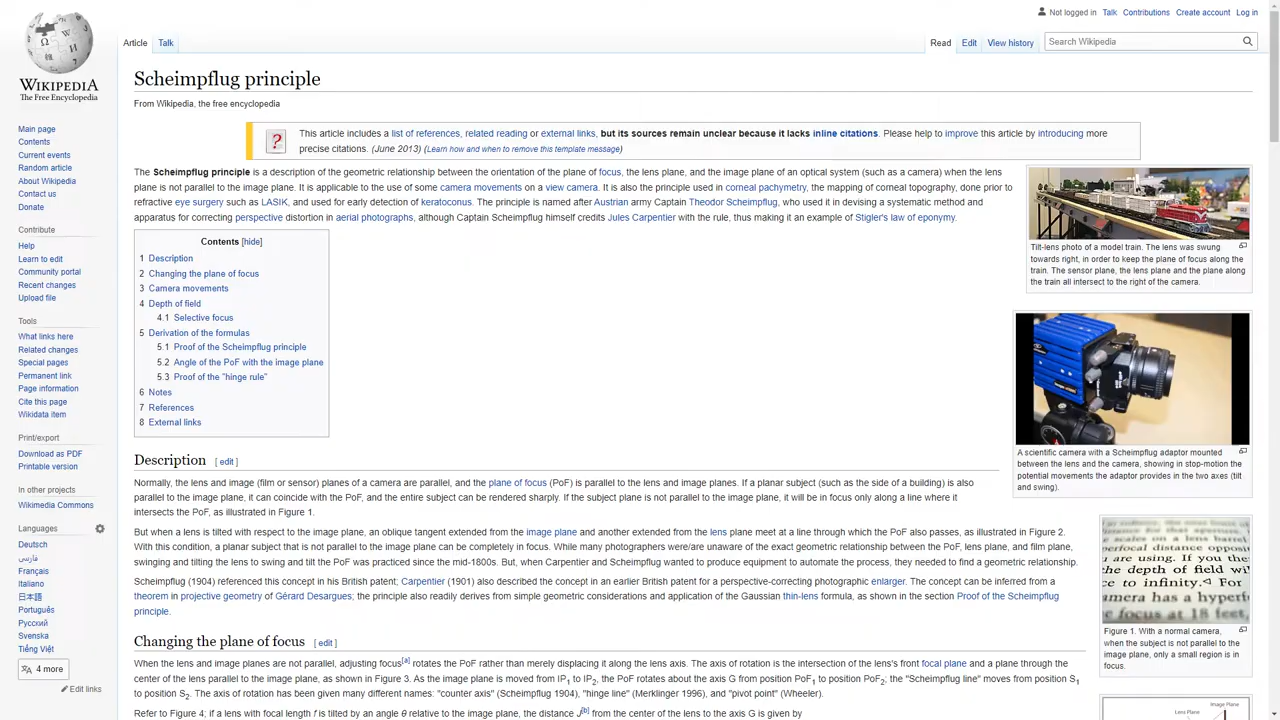 Not logged in Talk Contributions Create account Log in
Article Talk
Read Edit View history
Search Wikipedia
WIKIPEDIA
The Free Encyclopedia
Main page
Contents
Current events
Random article
About Wikipedia
Contact us
Donate
Contribute
Help
Learn to edit
Community portal
Recent changes
Upload file
Tools
What links here
Related changes
Special pages
Permanent link
Page information
Cite this page
Wikidata item
Print/export
Download as PDF
Printable version
In other projects
Wikimedia Commons
Languages
Deutsch
فارسی
Français
Italiano
日本語
Português
Русский
Svenska
Tiếng Việt
4 more
Edit links
Scheimpflug principle
From Wikipedia, the free encyclopedia
This article includes a list of references, related reading or external links, but its sources remain unclear because it lacks inline citations. Please help to improve this article by introducing more
precise citations. (June 2013) (Learn how and when to remove this template message)
The Scheimpflug principle is a description of the geometric relationship between the orientation of the plane of focus, the lens plane, and the image plane of an optical system (such as a camera) when the lens
plane is not parallel to the image plane. It is applicable to the use of some camera movements on a view camera. It is also the principle used in corneal pachymetry, the mapping of corneal topography, done prior to
refractive eye surgery such as LASIK, and used for early detection of keratoconus. The principle is named after Austrian army Captain Theodor Scheimpflug, who used it in devising a systematic method and
apparatus for correcting perspective distortion in aerial photographs, although Captain Scheimpflug himself credits Jules Carpentier with the rule, thus making it an example of Stigler's law of eponymy.
Contents [hide]
1 Description
2 Changing the plane of focus
3 Camera movements
4 Depth of field
4.1 Selective focus
5 Derivation of the formulas
5.1 Proof of the Scheimpflug principle
5.2 Angle of the PoF with the image plane
5.3 Proof of the "hinge rule"
6 Notes
7 References
8 External links
Tilt-lens photo of a model train. The lens was swung
towards right, in order to keep the plane of focus along the
train. The sensor plane, the lens plane and the plane along
the train all intersect to the right of the camera.
A scientific camera with a Scheimpflug adaptor mounted
between the lens and the camera, showing in stop-motion the
potential movements the adaptor provides in the two axes (tilt
and swing).
Description [ edit ]
Normally, the lens and image (film or sensor) planes of a camera are parallel, and the plane of focus (PoF) is parallel to the lens and image planes. If a planar subject (such as the side of a building) is also
parallel to the image plane, it can coincide with the PoF, and the entire subject can be rendered sharply. If the subject plane is not parallel to the image plane, it will be in focus only along a line where it
intersects the PoF, as illustrated in Figure 1.
But when a lens is tilted with respect to the image plane, an oblique tangent extended from the image plane and another extended from the lens plane meet at a line through which the PoF also passes, as illustrated in Figure 2.
With this condition, a planar subject that is not parallel to the image plane can be completely in focus. While many photographers were/are unaware of the exact geometric relationship between the PoF, lens plane, and film plane,
swinging and tilting the lens to swing and tilt the PoF was practiced since the mid-1800s. But, when Carpentier and Scheimpflug wanted to produce equipment to automate the process, they needed to find a geometric relationship.
Scheimpflug (1904) referenced this concept in his British patent; Carpentier (1901) also described the concept in an earlier British patent for a perspective-correcting photographic enlarger. The concept can be inferred from a
theorem in projective geometry of Gérard Desargues; the principle also readily derives from simple geometric considerations and application of the Gaussian thin-lens formula, as shown in the section Proof of the Scheimpflug
principle.
are using. If you the
the depth of field wi
ce to infinity.◁ For
mera has a hyperf
focus at 18 feet,
Figure 1. With a normal camera,
when the subject is not parallel to the
image plane, only a small region is in
focus.
Changing the plane of focus [ edit ]
When the lens and image planes are not parallel, adjusting focus[a] rotates the PoF rather than merely displacing it along the lens axis. The axis of rotation is the intersection of the lens's front focal plane and a plane through the
center of the lens parallel to the image plane, as shown in Figure 3. As the image plane is moved from IP1 to IP2, the PoF rotates about the axis G from position PoF1 to position PoF2, the "Scheimpflug line" moves from position S1
to position S2. The axis of rotation has been given many different names: "counter axis" (Scheimpflug 1904), "hinge line" (Merklinger 1996), and "pivot point" (Wheeler).
Refer to Figure 4; if a lens with focal length f is tilted by an angle θ relative to the image plane, the distance J[b] from the center of the lens to the axis G is given by
Image Plane
Lens Plane